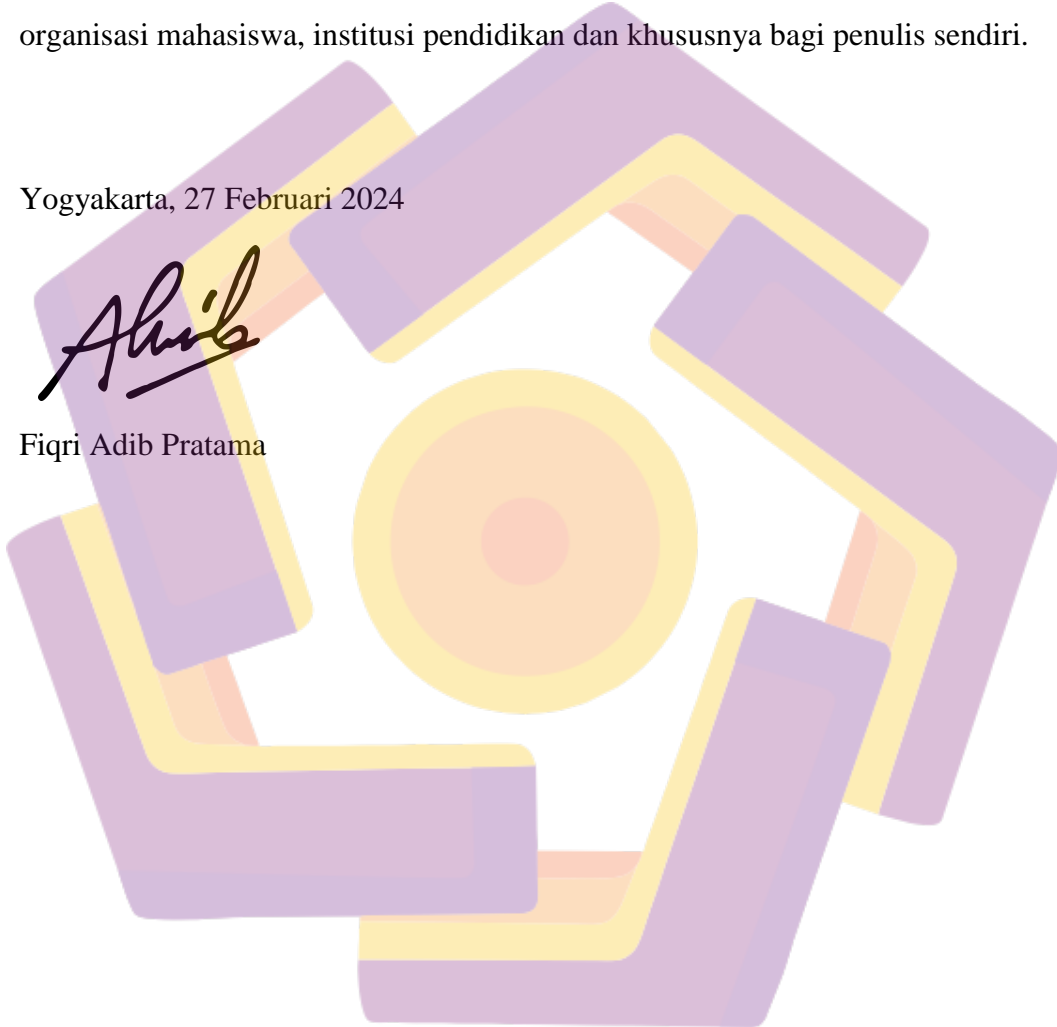 organisasi mahasiswa, institusi pendidikan dan khususnya bagi penulis sendiri.
Yogyakarta, 27 Februari 2024
Fiqri Adib Pratama